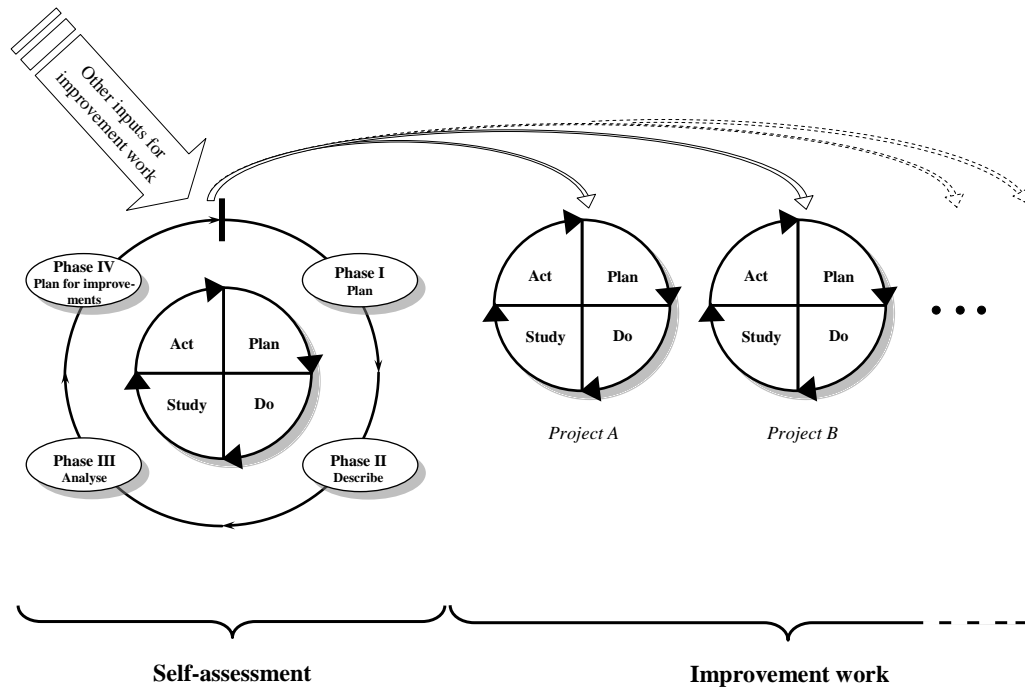 Other inputs for
improvement work
Phase IV
Plan for improve-
ments
Phase I
Plan
Act
Plan
Study
Do
Phase III
Analyse
Phase II
Describe
Act
Plan
Study
Do
Project A
Act
Plan
Study
Do
Project B
Self-assessment
Improvement work